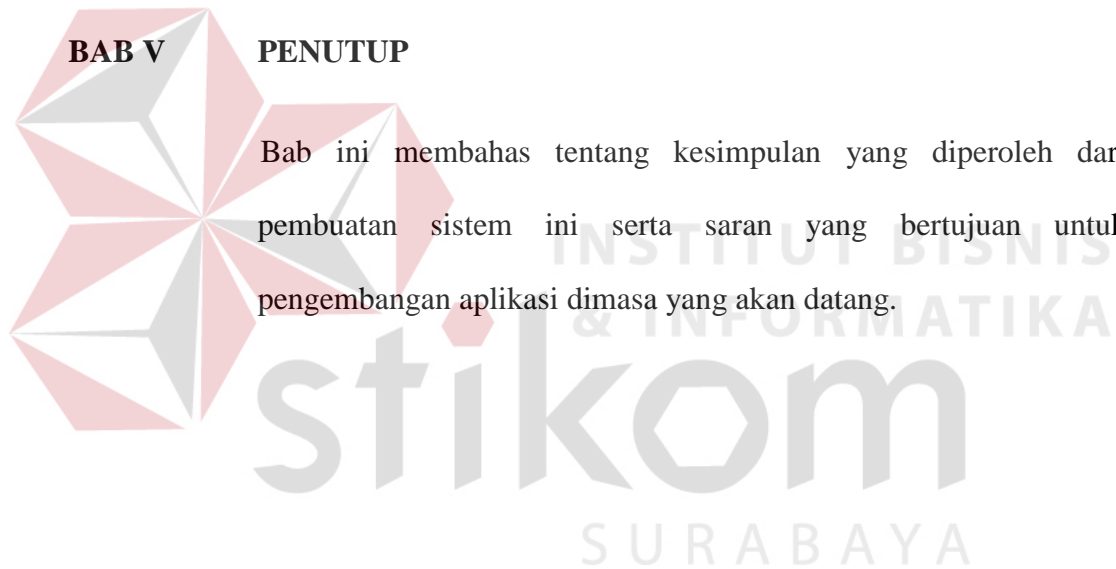 BAB V PENUTUP
Bab ini membahas tentang kesimpulan yang diperoleh dar
pembuatan sistem ini serta saran yang bertujuan untuk
INSTITUT BISNIS
pengembangan aplikasi dimasa yang akan datang.
& INFORMATIKA
stikom
SURABAYA